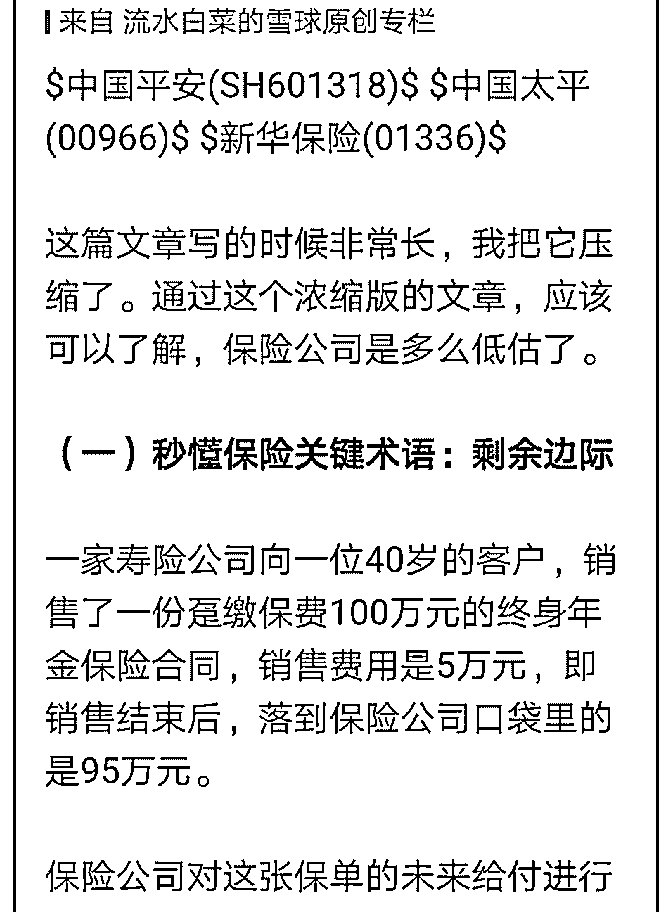 来自 流水白菜的雪球原创专栏
$中国平安(SH601318)$ $中国太平
(00966)$ $新华保险(01336)$
这篇文章写的时候非常长，我把它压
缩了。通过这个浓缩版的文章，应该
可以了解，保险公司是多么低估了。
（一）秒懂保险关键术语：剩余边际
一家寿险公司向一位40岁的客户，销
售了一份趸缴保费100万元的终身年
金保险合同，销售费用是5万元，即
销售结束后，落到保险公司口袋里的
是95万元。
保险公司对这张保单的未来给付进行